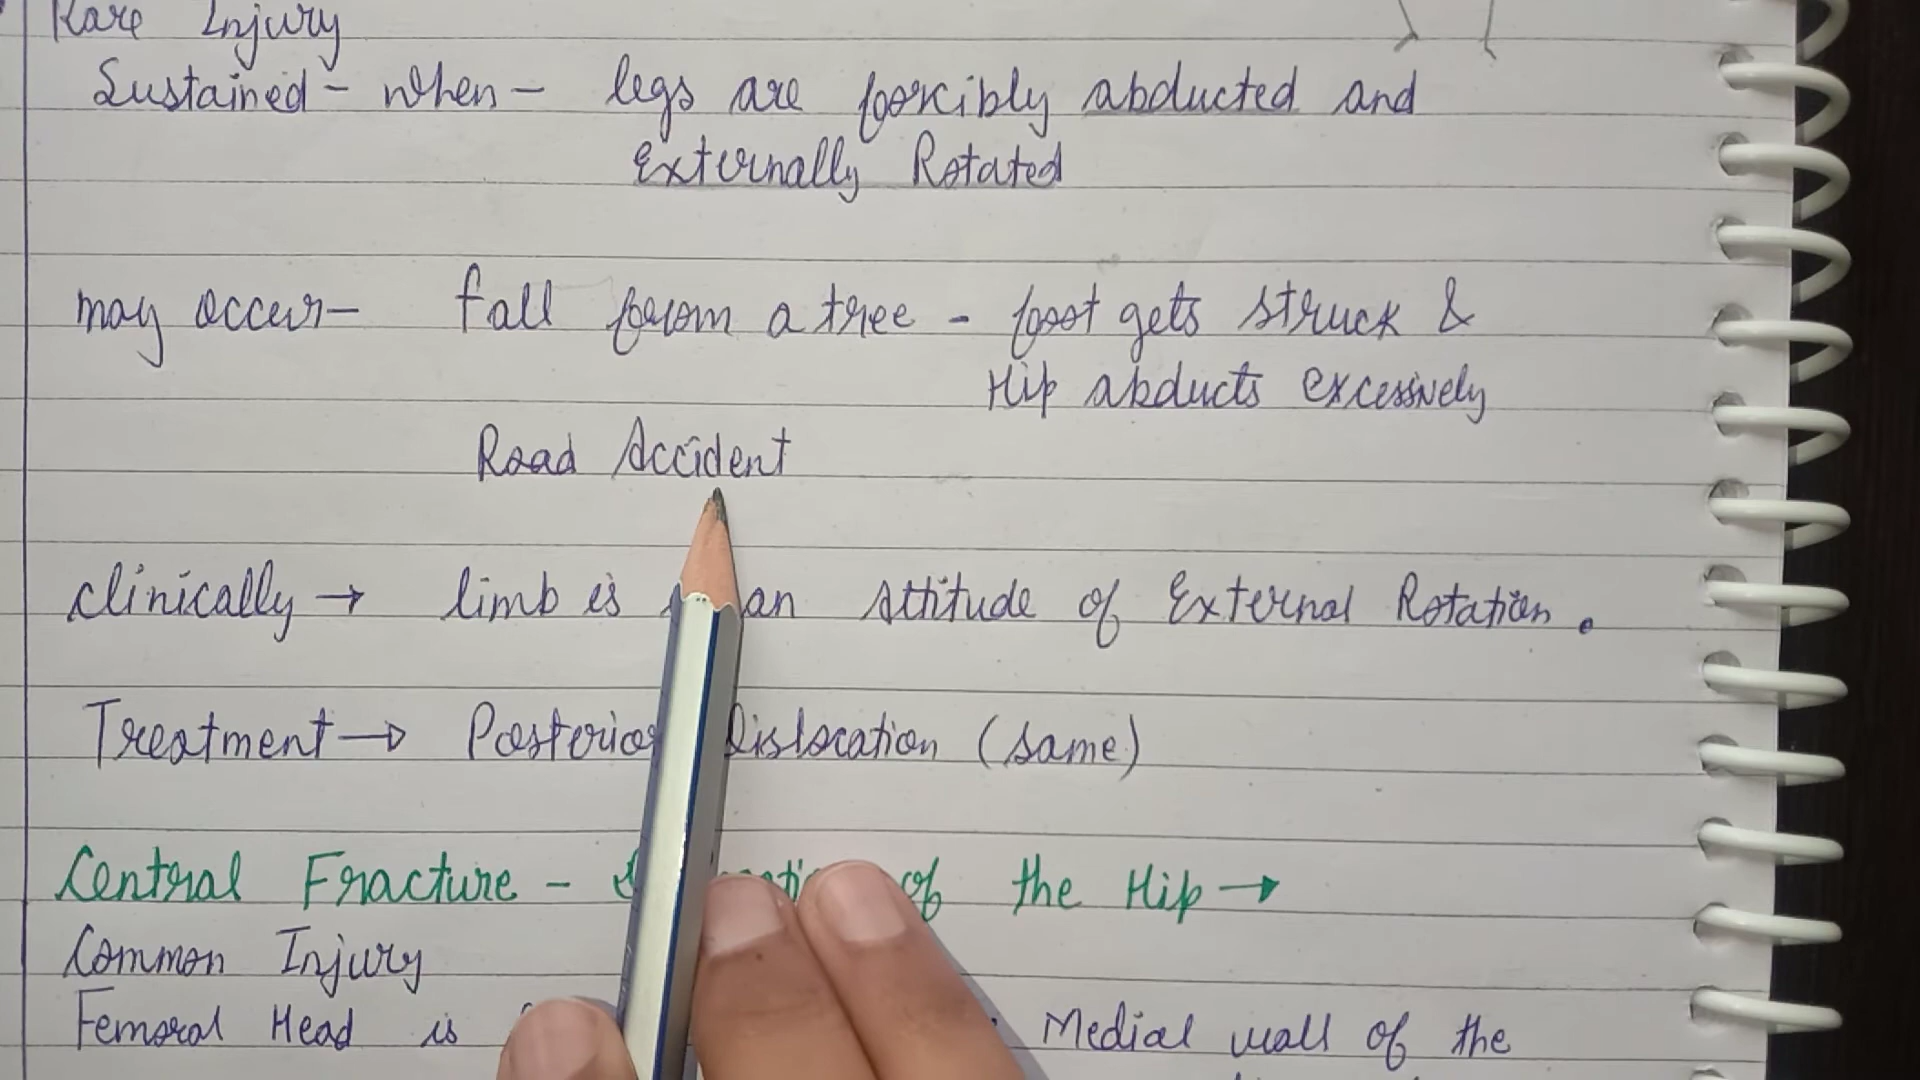 Rare Injury
Sustained - when - legs are forcibly abducted and
Externally Rotated
may occur - fall from a tree - foot gets struck &
Hip abducts excessively
Road Accident
clinically → limb is an Attitude of External Rotation.
Treatment → Posterior Dislocation (same)
Central Fracture - of the Hip →
Common Injury
Femoral Head is Medial wall of the